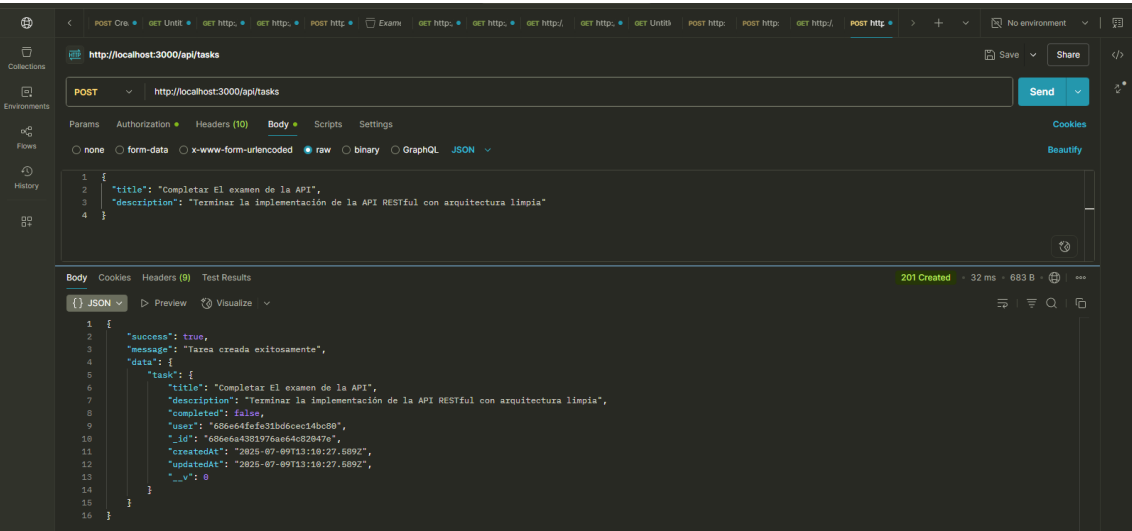 POST Cre. GET Untit GET http:, GET http:, GET http:, POST http: Exame GET http:, GET http:, GET http:/, GET http:, GET Untitl POST http: POST http: GET http:/, POST http: No environment
Collections
Environments
Flows
History
HTTP http://localhost:3000/api/tasks Save Share
POST http://localhost:3000/api/tasks Send
Params Authorization Headers (10) Body Scripts Settings Cookies
none form-data x-www-form-urlencoded raw binary GraphQL JSON Beautify
1 {
2 "title": "Completar El examen de la API",
3 "description": "Terminar la implementación de la API RESTful con arquitectura limpia"
4 }
Body Cookies Headers (9) Test Results 201 Created 32 ms 683 B
{} JSON Preview Visualize
1 {
2 "success": true,
3 "message": "Tarea creada exitosamente",
4 "data": {
5 "task": {
6 "title": "Completar El examen de la API",
7 "description": "Terminar la implementación de la API RESTful con arquitectura limpia",
8 "completed": false,
9 "user": "686e64fefe31bd6cec14bc80",
10 "_id": "686e6a4381976ae64c82047e",
11 "createdAt": "2025-07-09T13:10:27.589Z",
12 "updatedAt": "2025-07-09T13:10:27.589Z",
13 "__v": 0
14 }
15 }
16 }